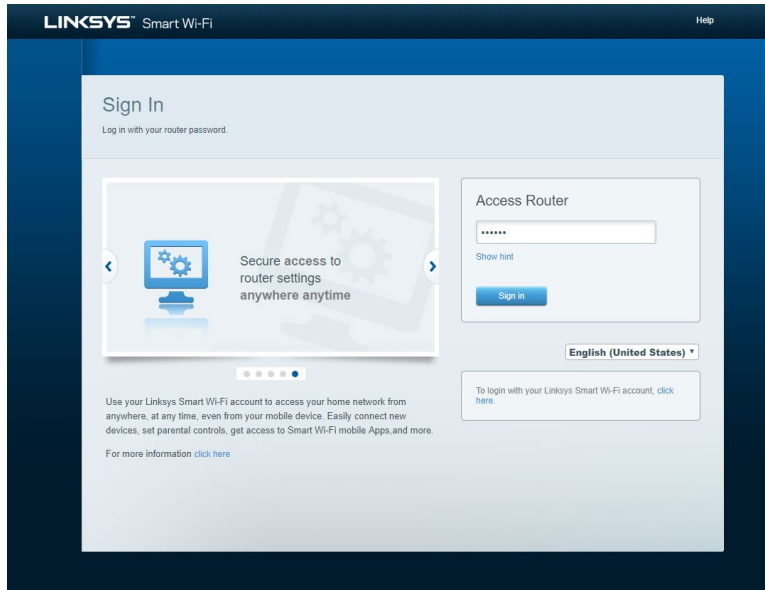 LINKSYS™ Smart Wi-Fi
Help
Sign In
Log in with your router password.
Secure access to
router settings
anywhere anytime
Use your Linksys Smart Wi-Fi account to access your home network from
anywhere, at any time, even from your mobile device. Easily connect new
devices, set parental controls, get access to Smart Wi-Fi mobile Apps,and more.
For more information click here
Access Router
••••••
Show hint
Sign in
English (United States)
To login with your Linksys Smart Wi-Fi account, click
here.